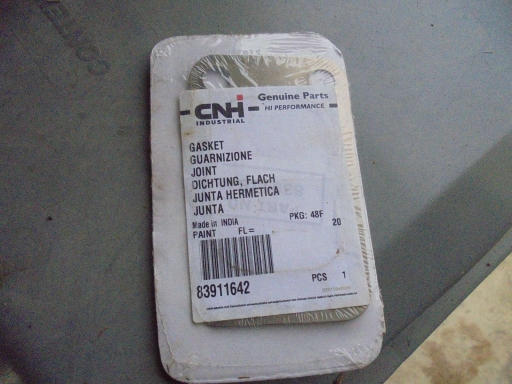 CNH
INDUSTRIAL
Genuine Parts
HI PERFORMANCE
GASKET
GUARNIZIONE
JOINT
DICHTUNG, FLACH
JUNTA HERMETICA
JUNTA
PKG: 48F
20
Made in INDIA
PAINT FL=
83911642
PCS 1